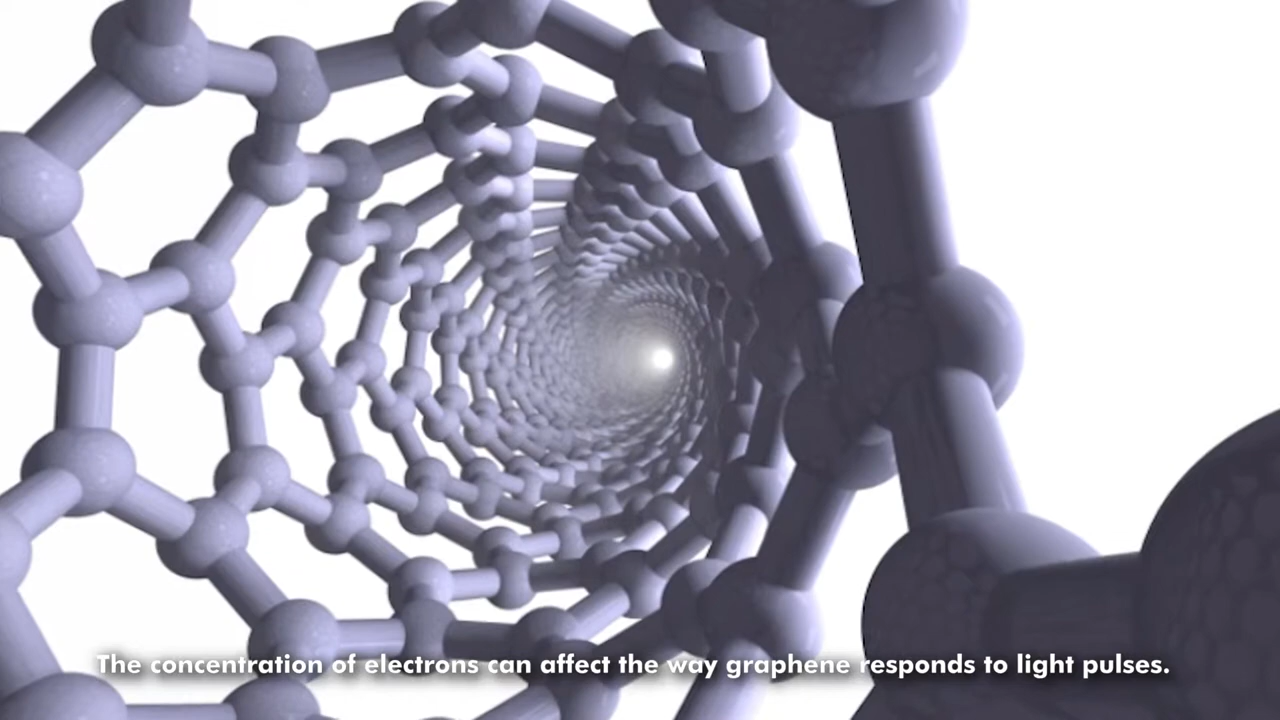 The concentration of electrons can affect the way graphene responds to light pulses.